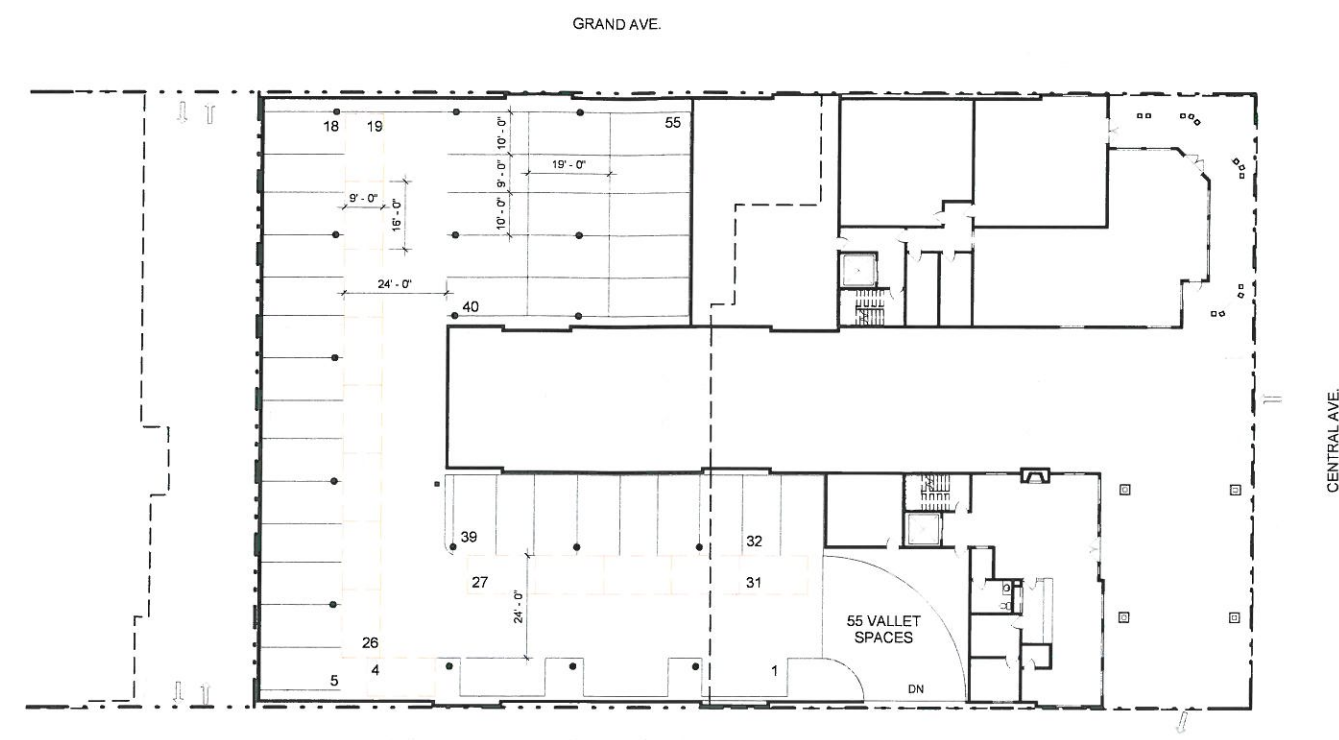 GRAND AVE.
18
19
55
10' - 0"
19' - 0"
9' - 0"
9' - 0"
16' - 0"
10' - 0"
24' - 0"
40
CENTRAL AVE.
39
32
27
31
24' - 0"
55 VALLET
SPACES
26
4
5
1
DN